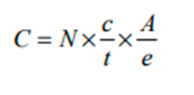 C = N × c/t × A/e